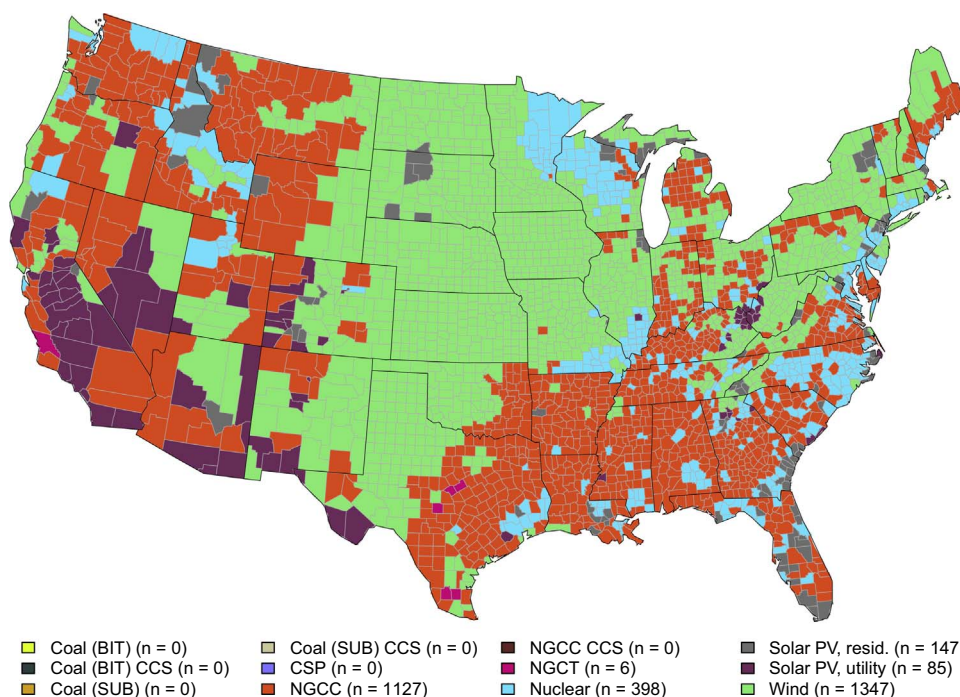 Coal (BIT) (n = 0)
Coal (BIT) CCS (n = 0)
Coal (SUB) (n = 0)
Coal (SUB) CCS (n = 0)
CSP (n = 0)
NGCC (n = 1127)
NGCC CCS (n = 0)
NGCT (n = 6)
Nuclear (n = 398)
Solar PV, resid. (n = 147
Solar PV, utility (n = 85)
Wind (n = 1347)